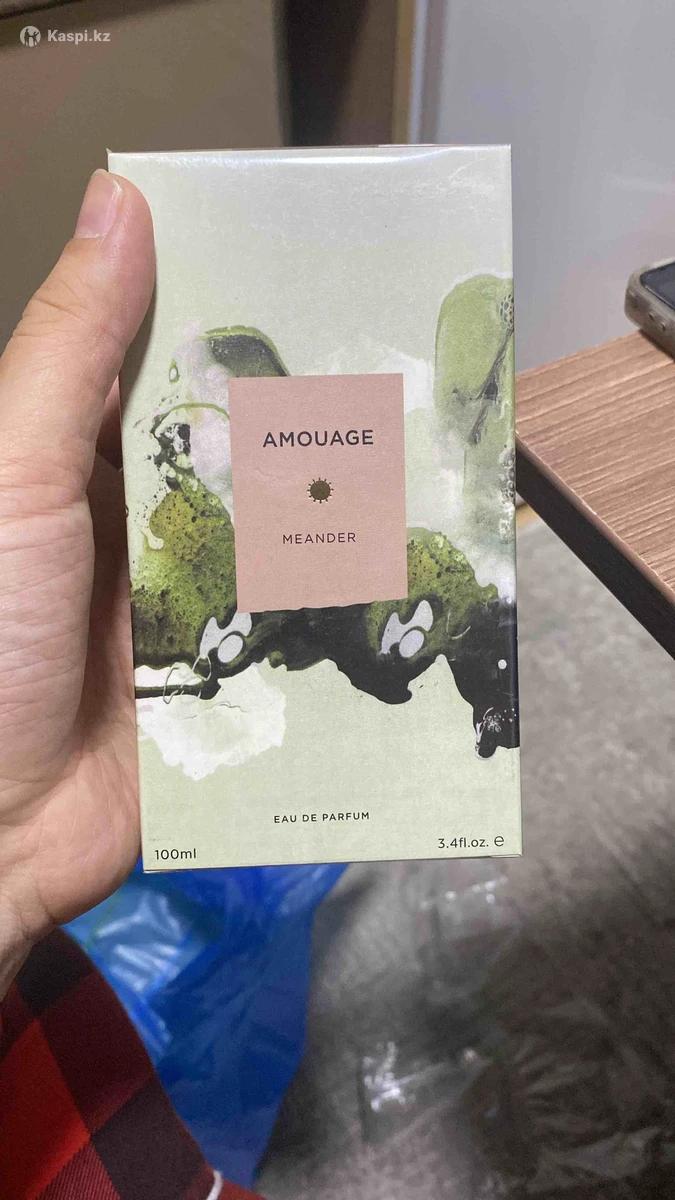 Kaspi.kz
AMOUAGE
MEANDER
EAU DE PARFUM
100ml
3.4fl.oz. ℮